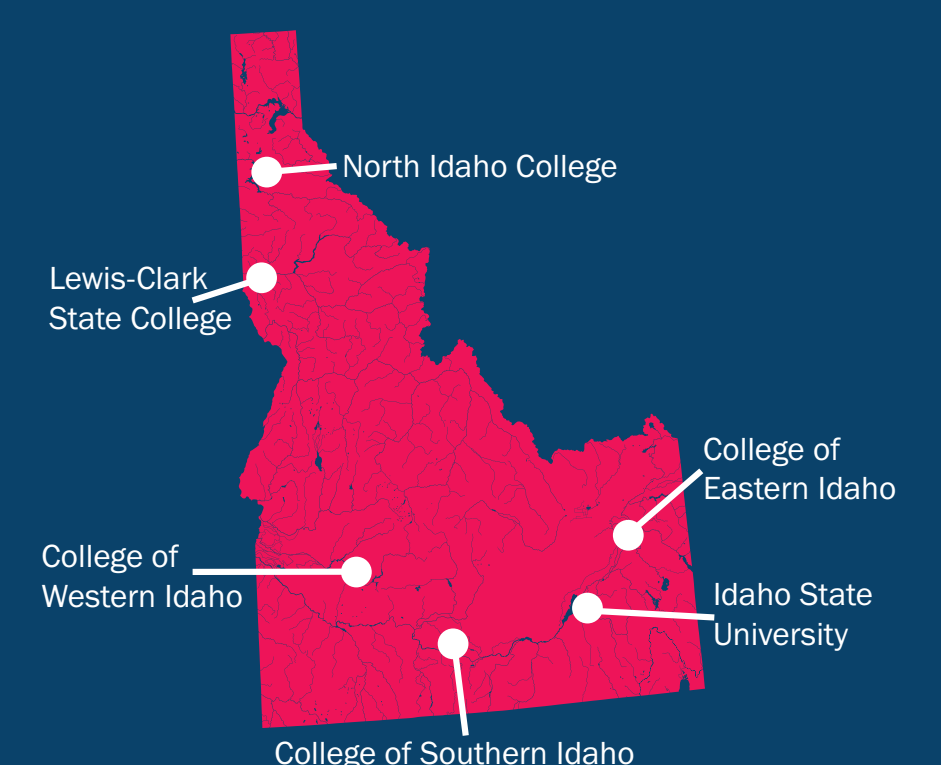 North Idaho College
Lewis-Clark
State College
College of
Eastern Idaho
College of
Western Idaho
Idaho State
University
College of Southern Idaho